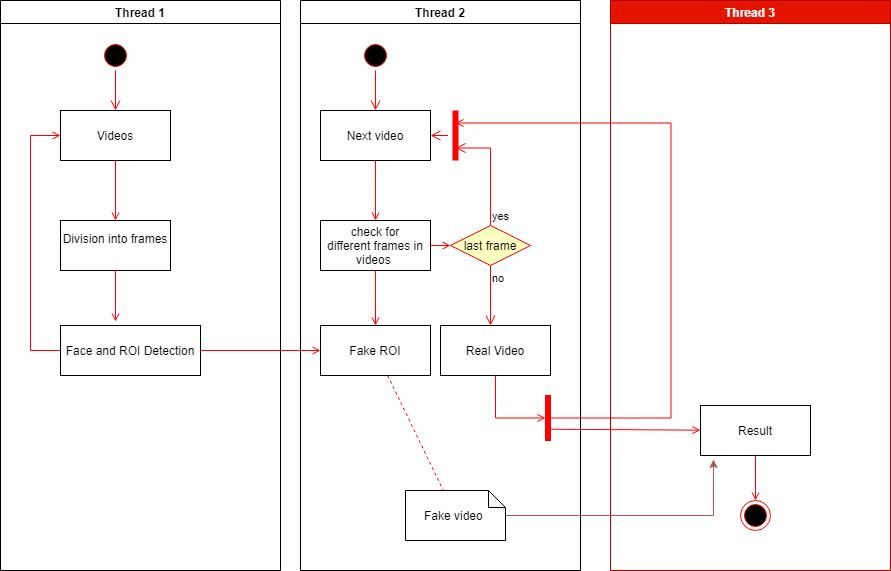 Thread 1
Thread 2
Thread 3
Videos
Next video
Division into frames
check for
different frames in
videos
yes
last frame
no
Face and ROI Detection
Fake ROI
Real Video
Result
Fake video